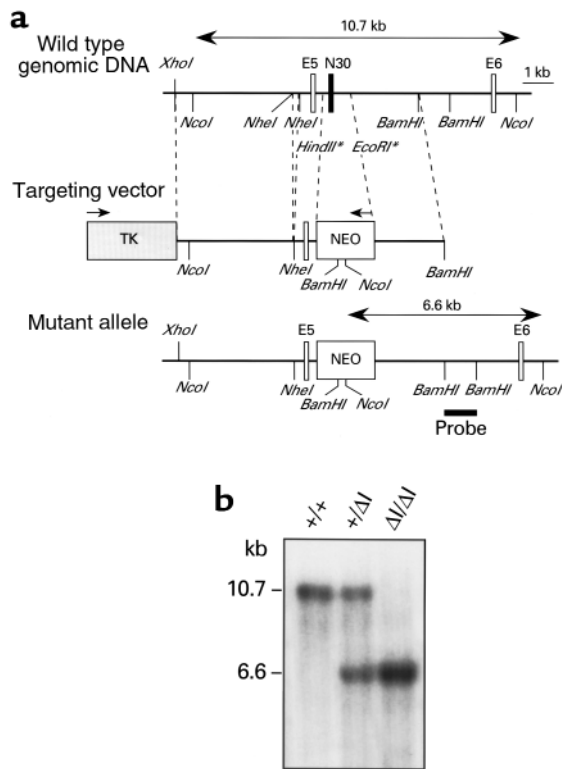 a
10.7 kb
Wild type
genomic DNA
XhoI
E5 N30
E6
1 kb
NcoI
NheI
NheI
BamHI
BamHI
NcoI
HindII* EcoRI*
Targeting vector
TK
NEO
NcoI
NheI
BamHI
NcoI
BamHI
6.6 kb
Mutant allele
XhoI
E5
E6
NEO
NcoI
NheI
BamHI
NcoI
BamHI
BamHI
NcoI
Probe
b
+/+
+/ΔI
ΔI/ΔI
kb
10.7
6.6